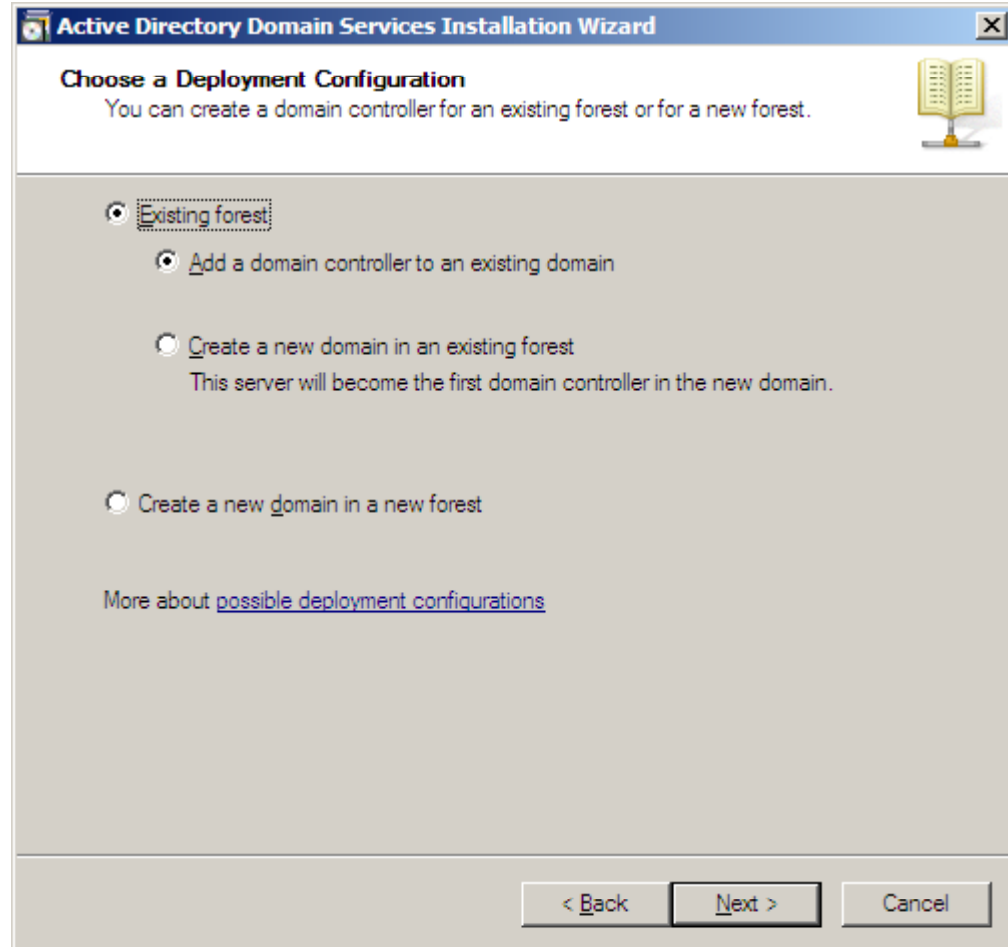 Active Directory Domain Services Installation Wizard
Choose a Deployment Configuration
You can create a domain controller for an existing forest or for a new forest.
Existing forest
Add a domain controller to an existing domain
Create a new domain in an existing forest
This server will become the first domain controller in the new domain.
Create a new domain in a new forest
More about possible deployment configurations
< Back Next > Cancel